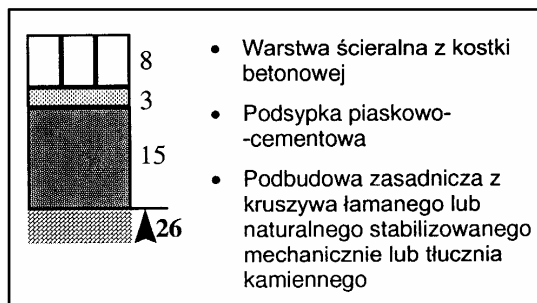 8
3
15
26
• Warstwa ścieralna z kostki
betonowej
• Podsypka piaskowo-
-cementowa
• Podbudowa zasadnicza z
kruszywa łamanego lub
naturalnego stabilizowanego
mechanicznie lub tłucznia
kamiennego